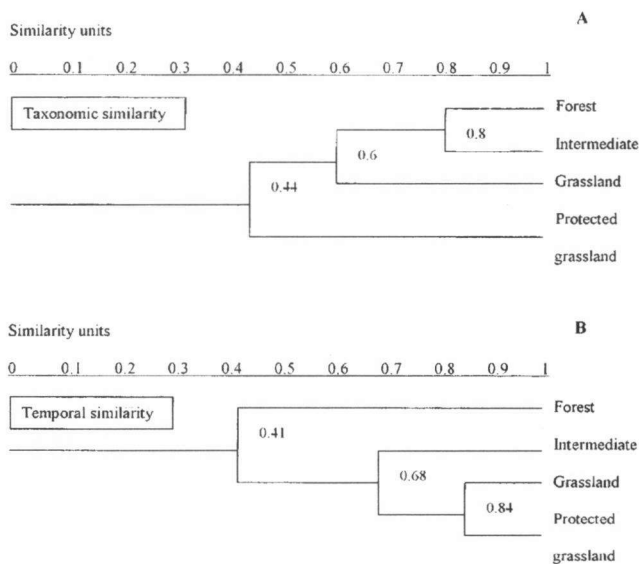 A
Similarity units
0 0.1 0.2 0.3 0.4 0.5 0.6 0.7 0.8 0.9 1
Taxonomic similarity
Forest
0.8
Intermediate
0.6
Grassland
0.44
Protected
grassland
Similarity units
B
0 0.1 0.2 0.3 0.4 0.5 0.6 0.7 0.8 0.9 1
Temporal similarity
Forest
0.41
Intermediate
0.68
Grassland
0.84
Protected
grassland